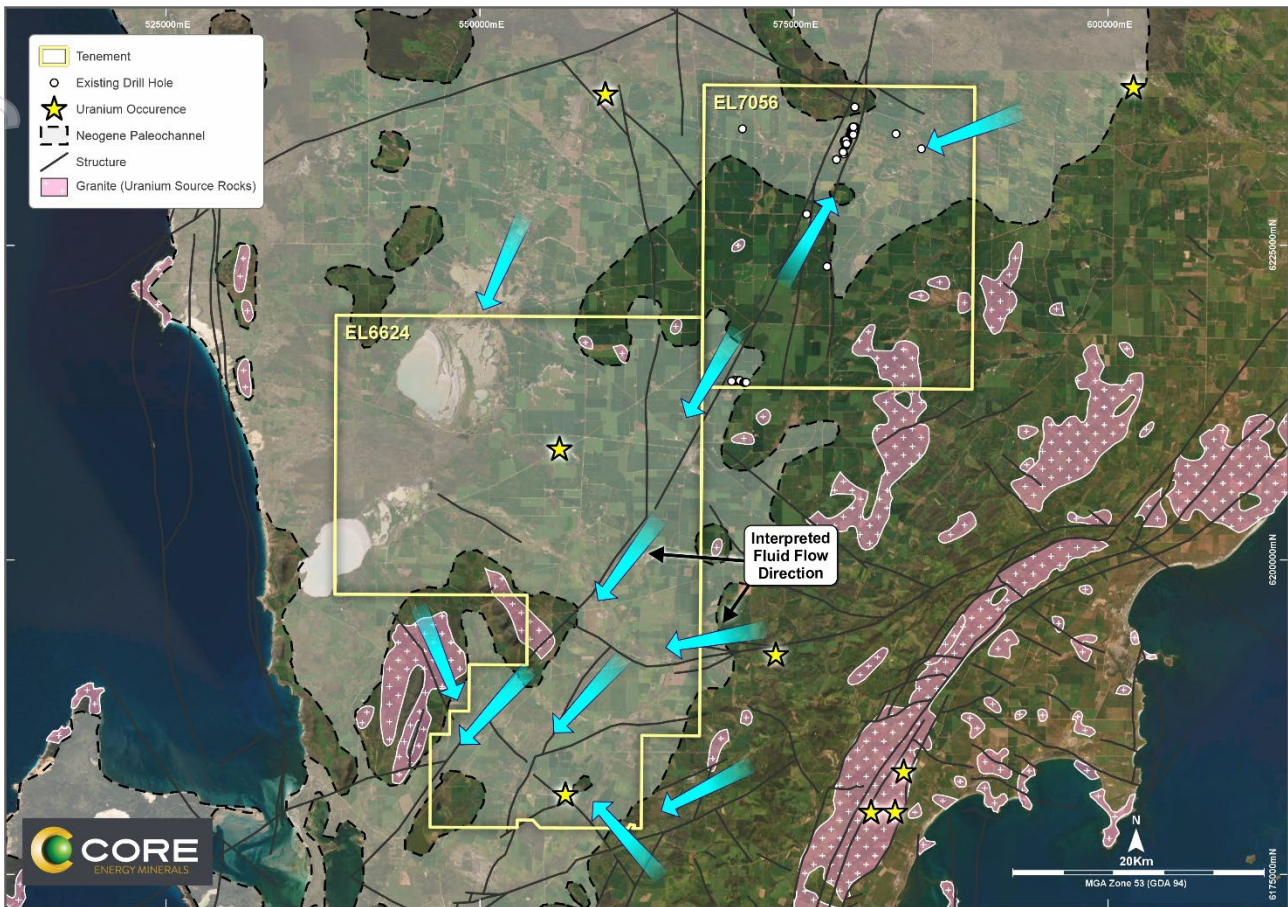 525000mE
550000mE
575000mE
600000mE
Tenement
Existing Drill Hole
Uranium Occurence
Neogene Paleochannel
Structure
Granite (Uranium Source Rocks)
EL7056
6225000mN
EL6624
Interpreted
Fluid Flow
Direction
6200000mN
CORE
ENERGY MINERALS
N
20Km
MGA Zone 53 (GDA 94)
6175000mN